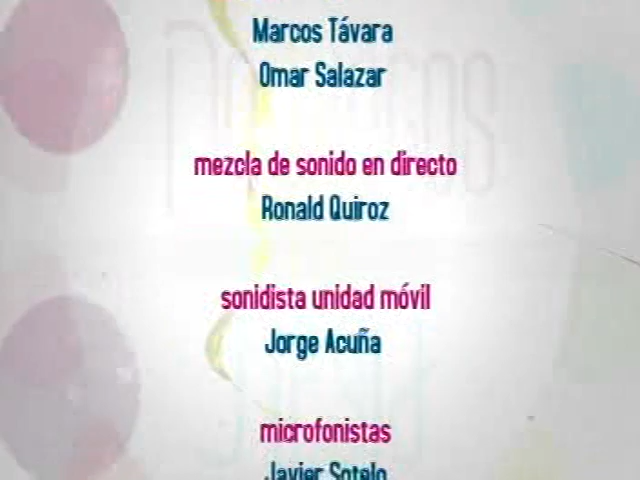 Marcos Távara
Omar Salazar
mezcla de sonido en directo
Ronald Quiroz
sonidista unidad móvil
Jorge Acuña
microfonistas
Javier Sotelo